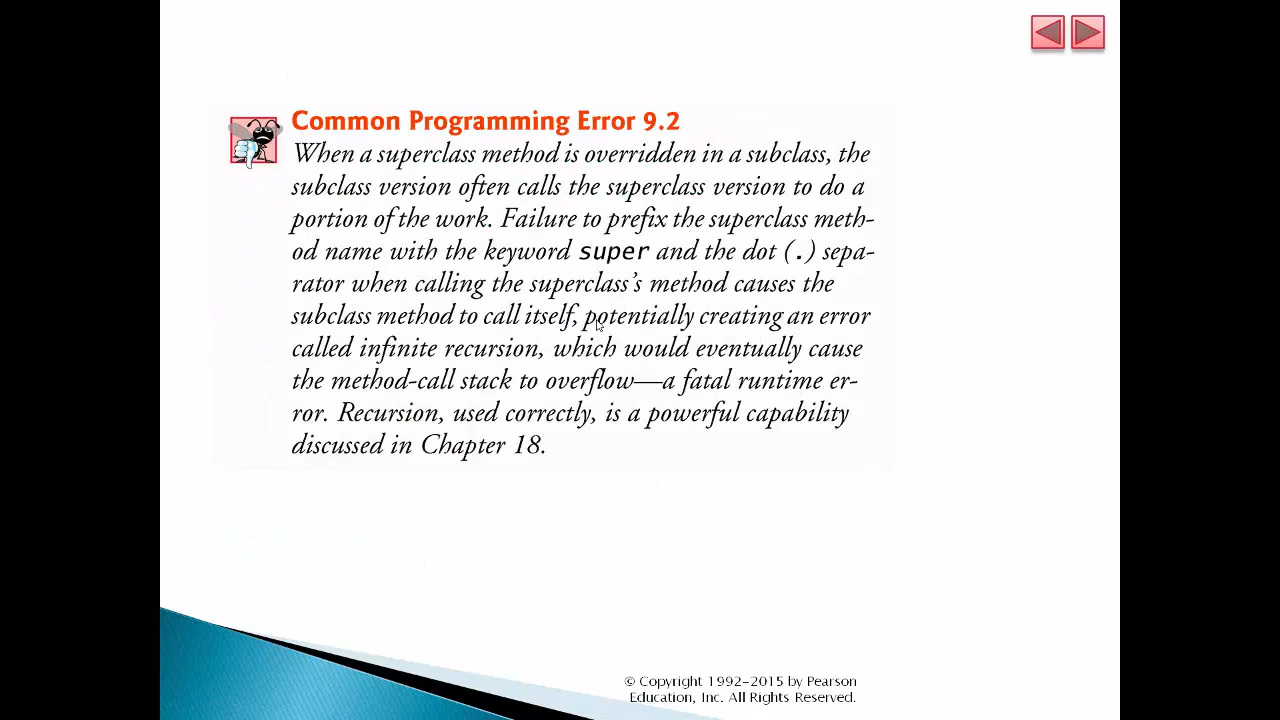 Common Programming Error 9.2
When a superclass method is overridden in a subclass, the
subclass version often calls the superclass version to do a
portion of the work. Failure to prefix the superclass meth-
od name with the keyword super and the dot (.) sepa-
rator when calling the superclass’s method causes the
subclass method to call itself, potentially creating an error
called infinite recursion, which would eventually cause
the method-call stack to overflow—a fatal runtime er-
ror. Recursion, used correctly, is a powerful capability
discussed in Chapter 18.
© Copyright 1992-2015 by Pearson
Education, Inc. All Rights Reserved.